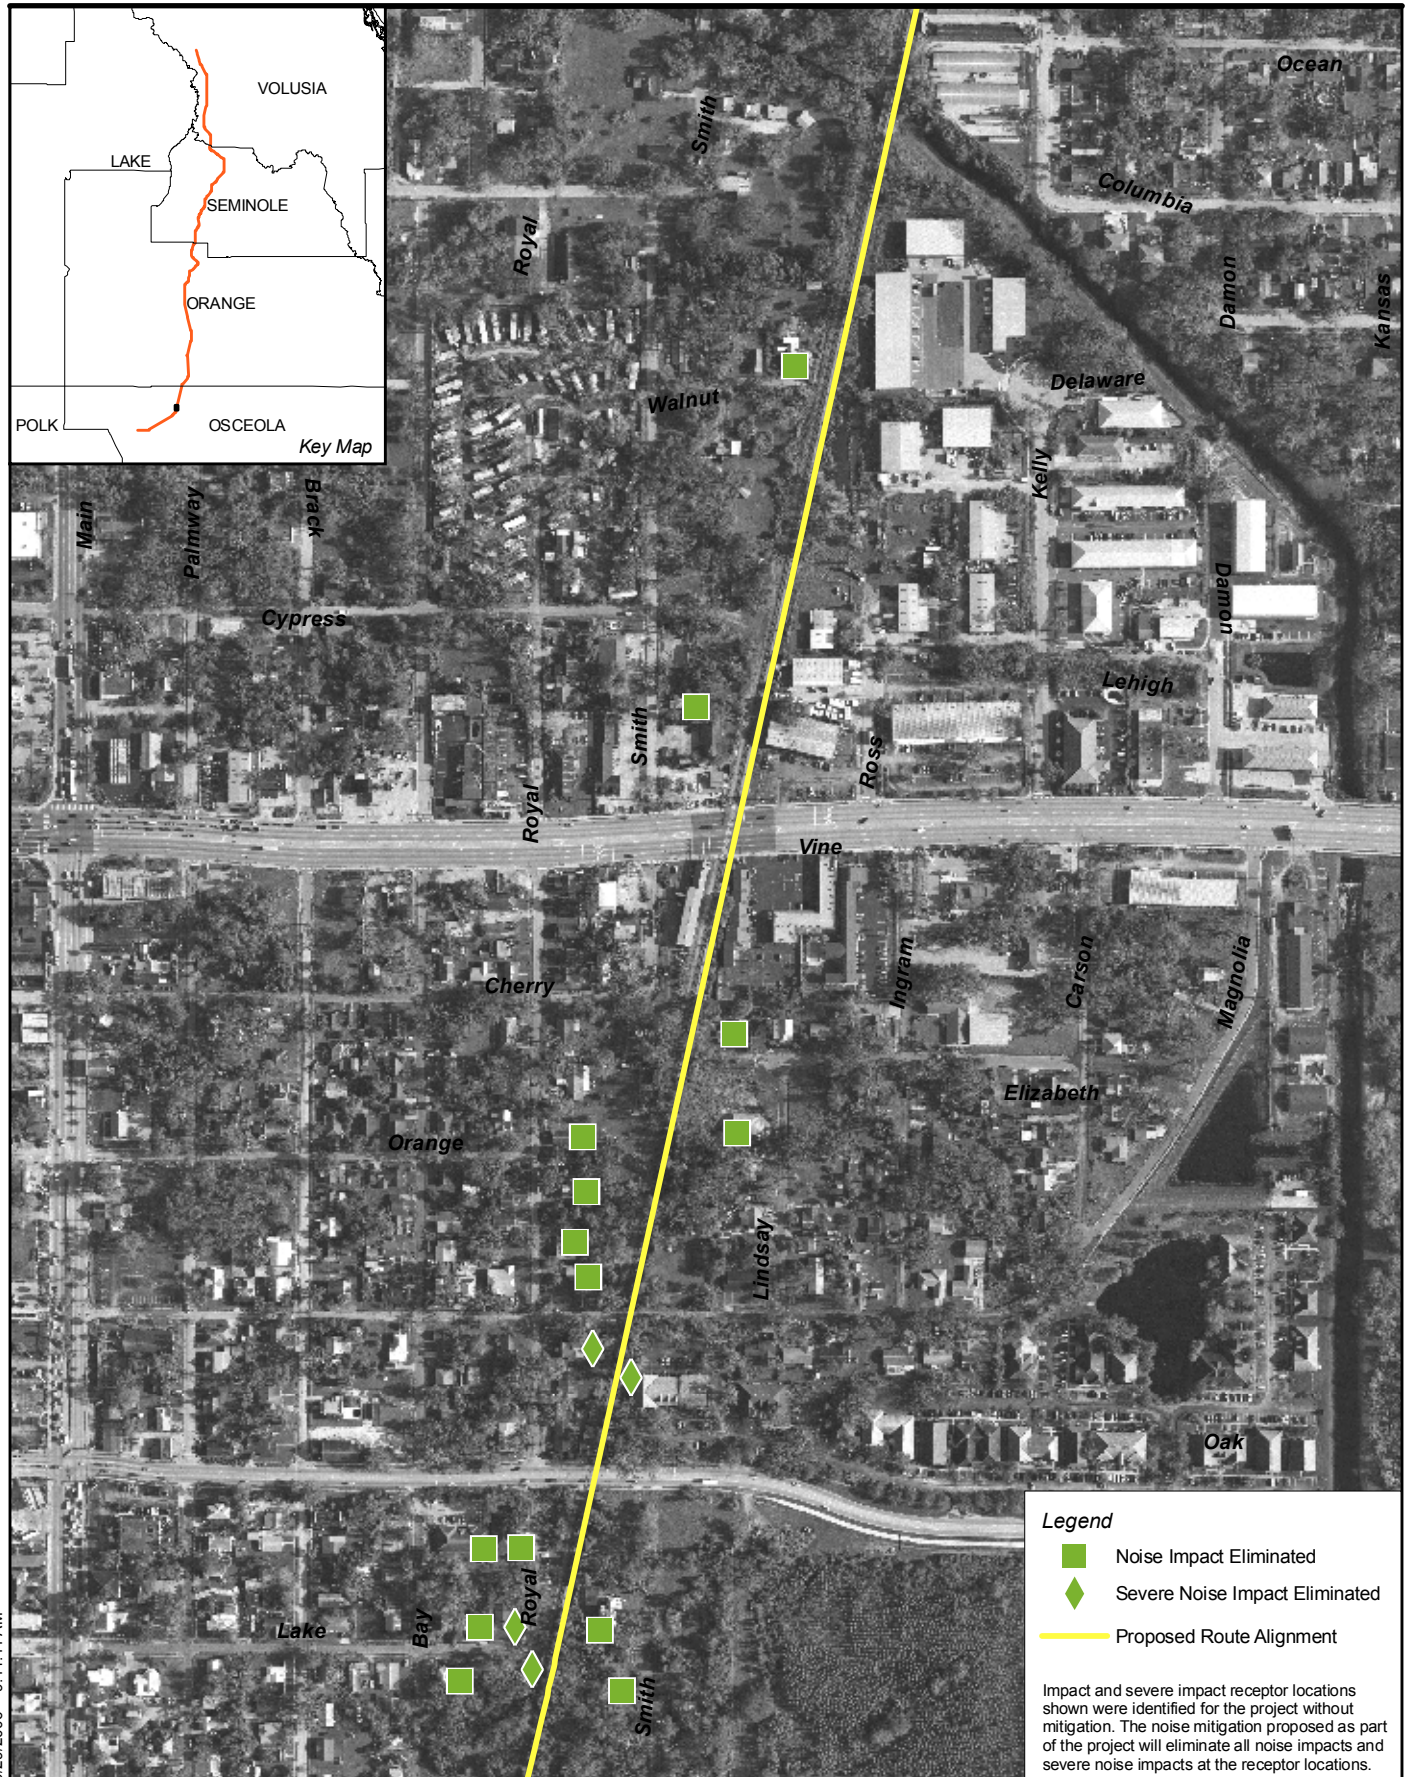 VOLUSIA
LAKE
SEMINOLE
ORANGE
POLK
OSCEOLA
Key Map
Ocean
Smith
Columbia
Royal
Damon
Kansas
Walnut
Delaware
Kelly
Main
Palmway
Brack
Cypress
Damon
Lehigh
Smith
Ross
Royal
Vine
Cherry
Ingram
Carson
Magnolia
Elizabeth
Orange
Lindsay
Oak
Royal
Lake
Bay
Smith
Legend
Noise Impact Eliminated
Severe Noise Impact Eliminated
Proposed Route Alignment
Impact and severe impact receptor locations
shown were identified for the project without
mitigation. The noise mitigation proposed as part
of the project will eliminate all noise impacts and
severe noise impacts at the receptor locations.